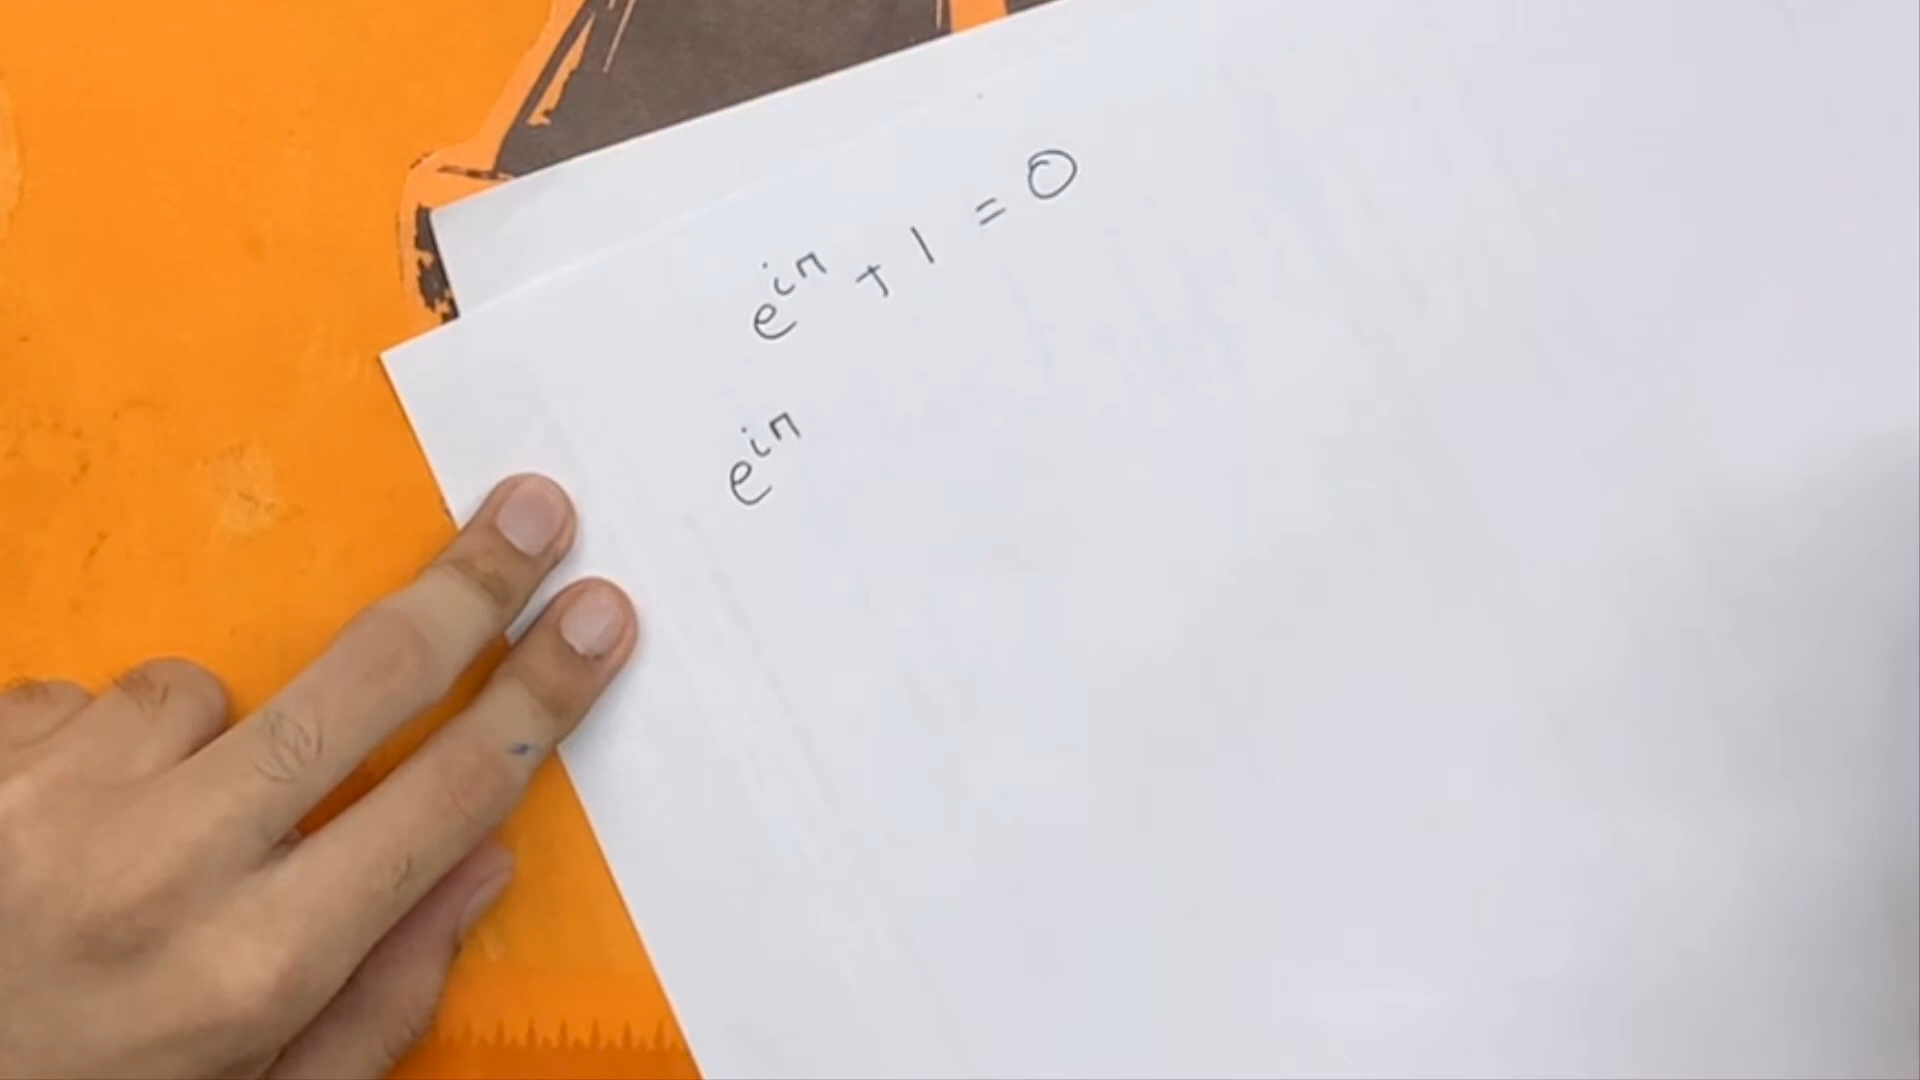 e^{iπ} + 1 = 0
e^{iπ}